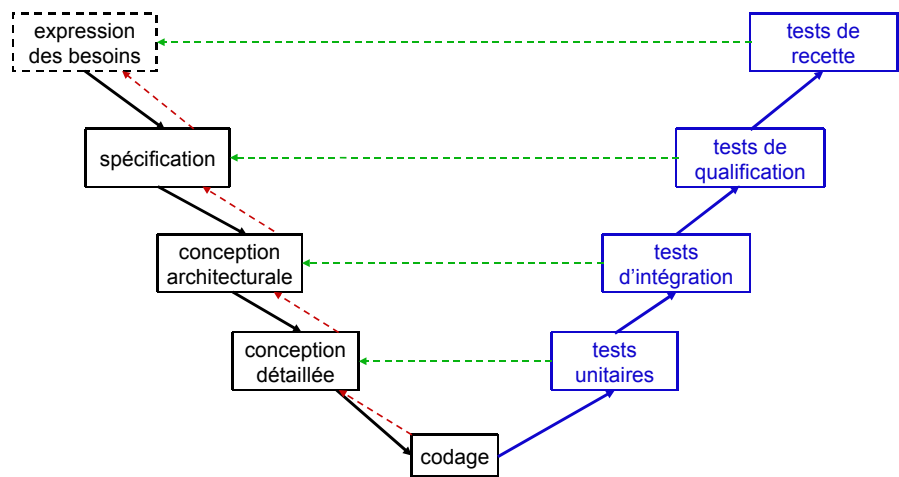 expression
des besoins
tests de
recette
spécification
tests de
qualification
conception
architecturale
tests
d'intégration
conception
détaillée
tests
unitaires
codage